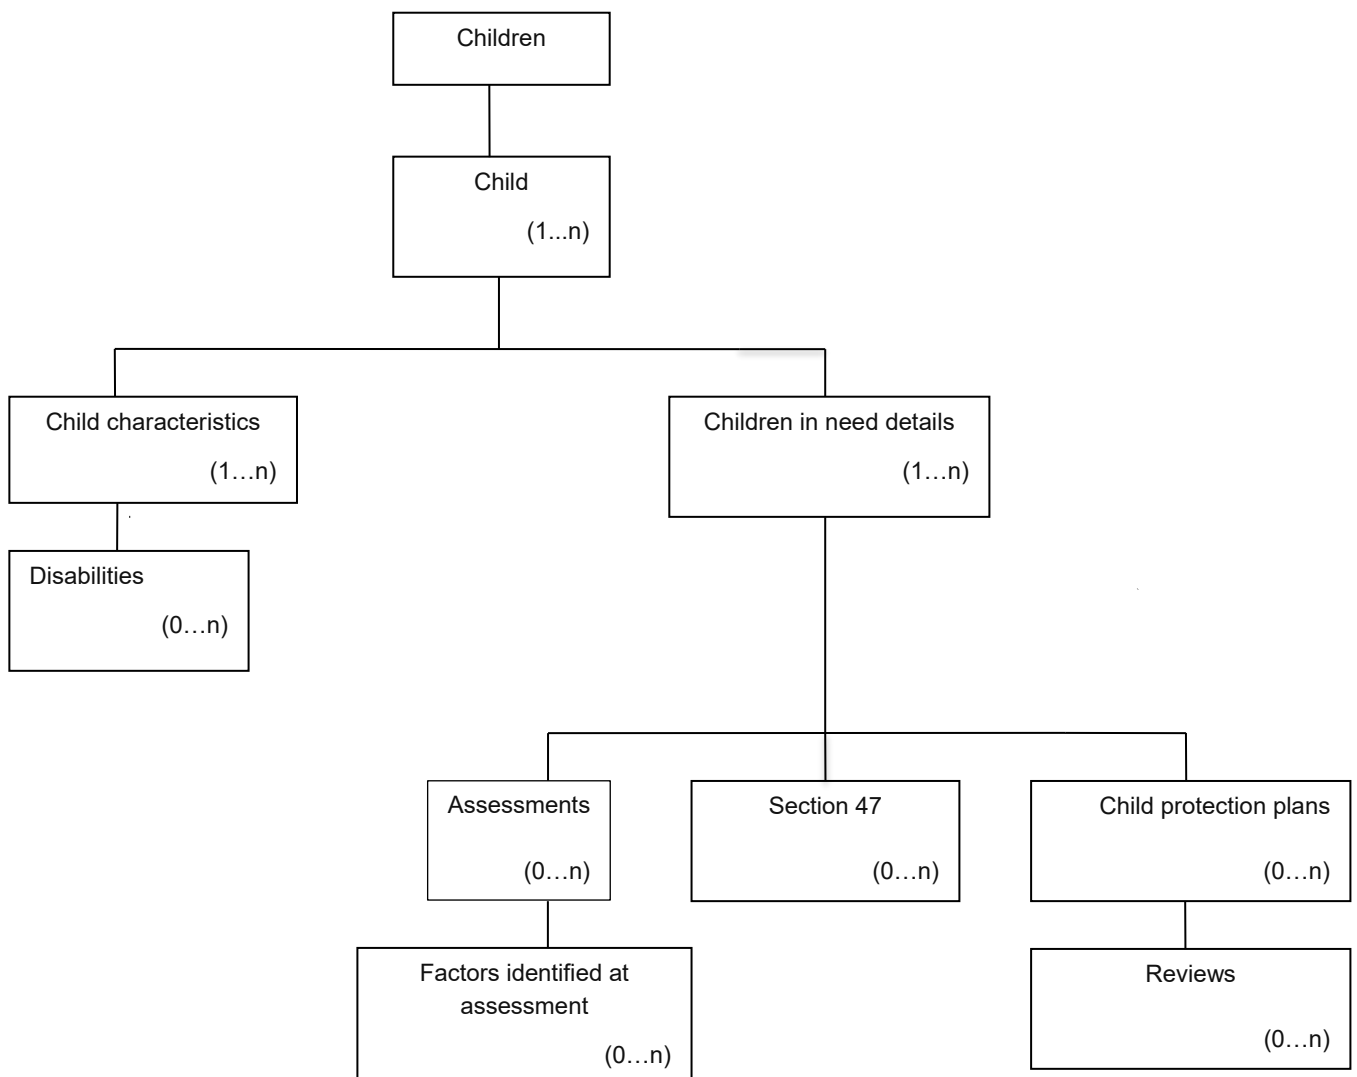 Children
Child
(1...n)
Child characteristics
(1…n)
Children in need details
(1…n)
Disabilities
(0…n)
Assessments
(0…n)
Section 47
(0…n)
Child protection plans
(0…n)
Factors identified at
assessment
(0…n)
Reviews
(0…n)